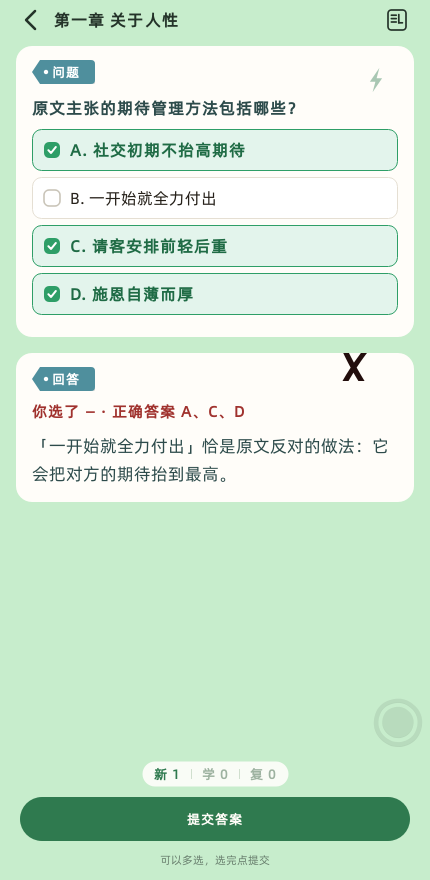 第一章 关于人性
• 问题
原文主张的期待管理方法包括哪些?
A. 社交初期不抬高期待
B. 一开始就全力付出
C. 请客安排前轻后重
D. 施恩自薄而厚
X
• 回答
你选了 — · 正确答案 A、C、D
「一开始就全力付出」恰是原文反对的做法：它
会把对方的期待抬到最高。
新 1 | 学 0 | 复 0
提交答案
可以多选，选完点提交